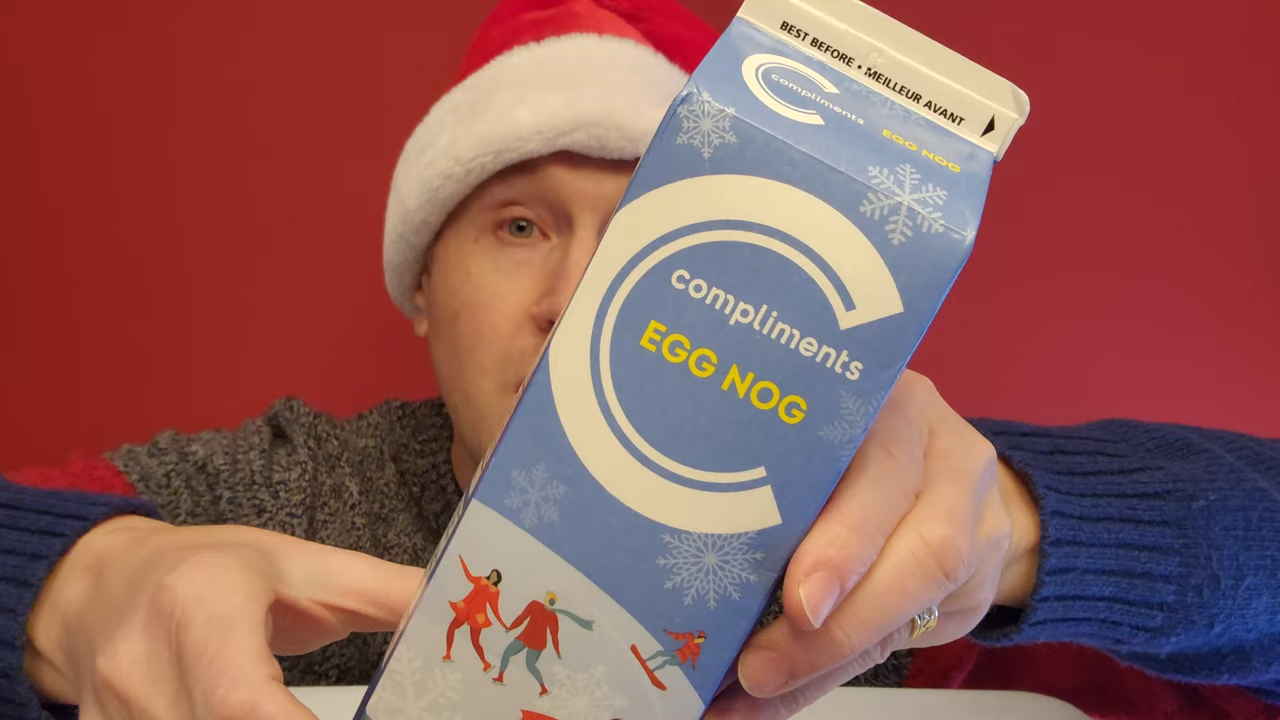 BEST BEFORE • MEILLEUR AVANT
compliments
EGG NOG
compliments
EGG NOG